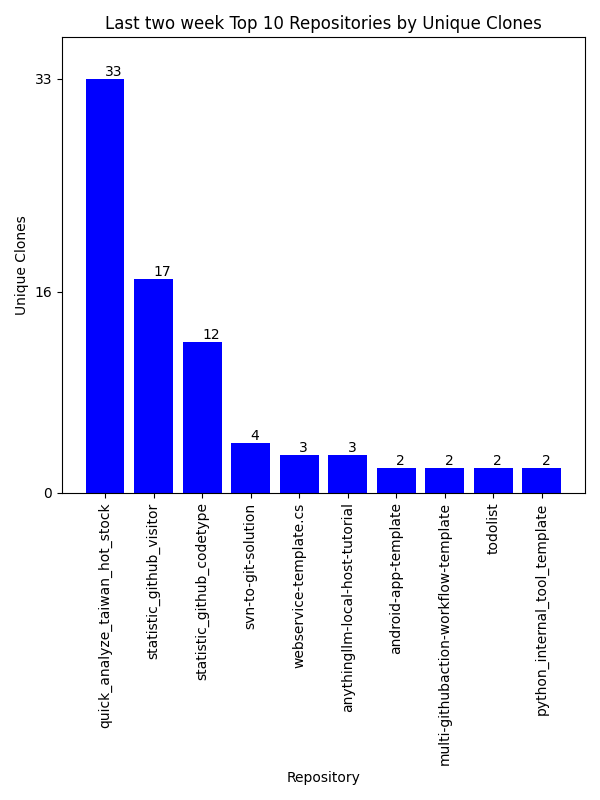 Last two week Top 10 Repositories by Unique Clones
Unique Clones
33
16
0
33
17
12
4
3
3
2
2
2
2
quick_analyze_taiwan_hot_stock
statistic_github_visitor
statistic_github_codetype
svn-to-git-solution
webservice-template.cs
anythingllm-local-host-tutorial
android-app-template
multi-githubaction-workflow-template
todolist
python_internal_tool_template
Repository